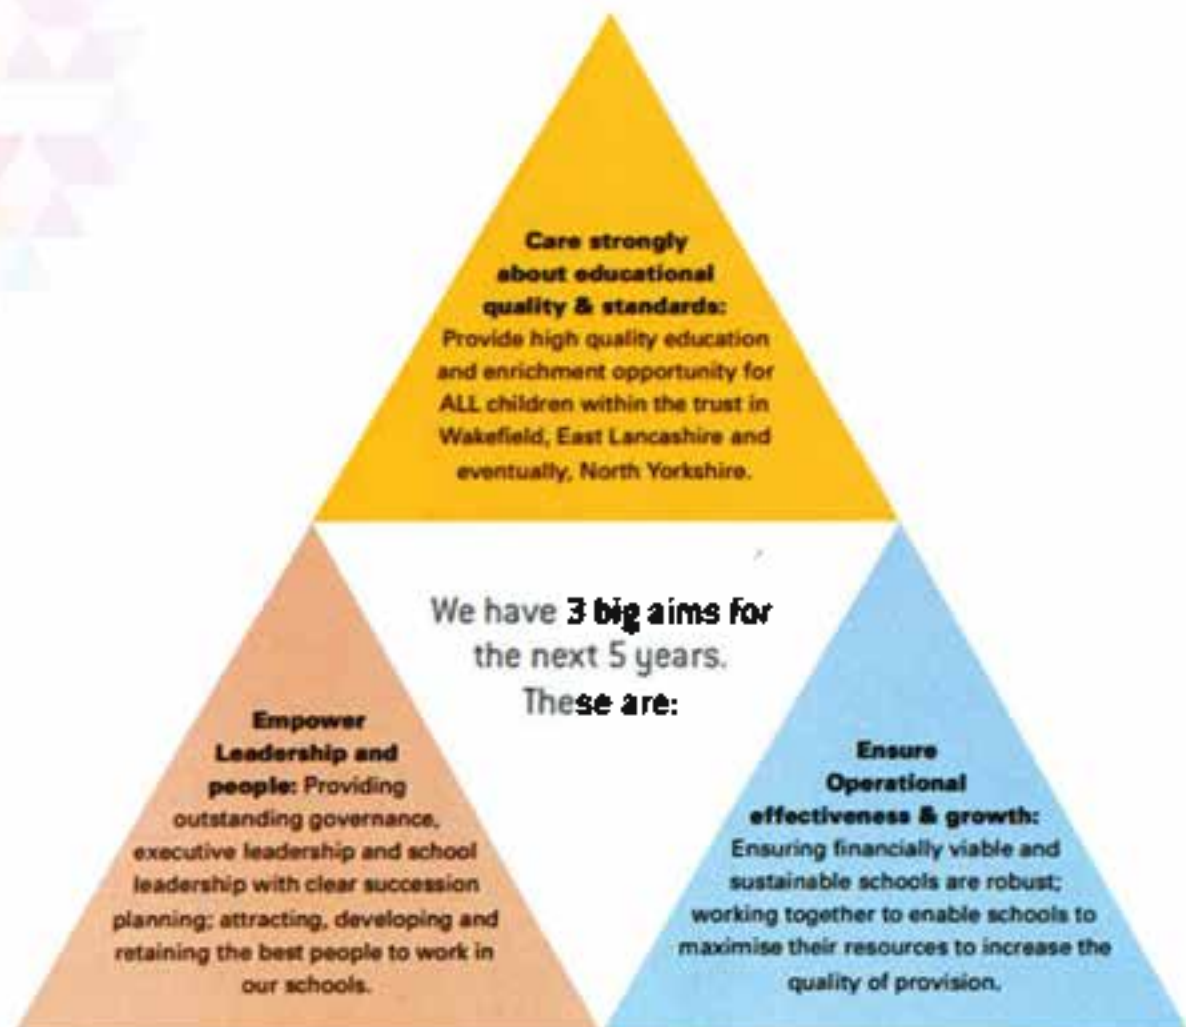 Care strongly
about educational
quality & standards:
Provide high quality education
and enrichment opportunity for
ALL children within the trust in
Wakefield, East Lancashire and
eventually, North Yorkshire.
We have 3 big aims for
the next 5 years.
These are:
Empower
Leadership and
people: Providing
outstanding governance,
executive leadership and school
leadership with clear succession
planning; attracting, developing and
retaining the best people to work in
our schools.
Ensure
Operational
effectiveness & growth:
Ensuring financially viable and
sustainable schools are robust;
working together to enable schools to
maximise their resources to increase the
quality of provision.